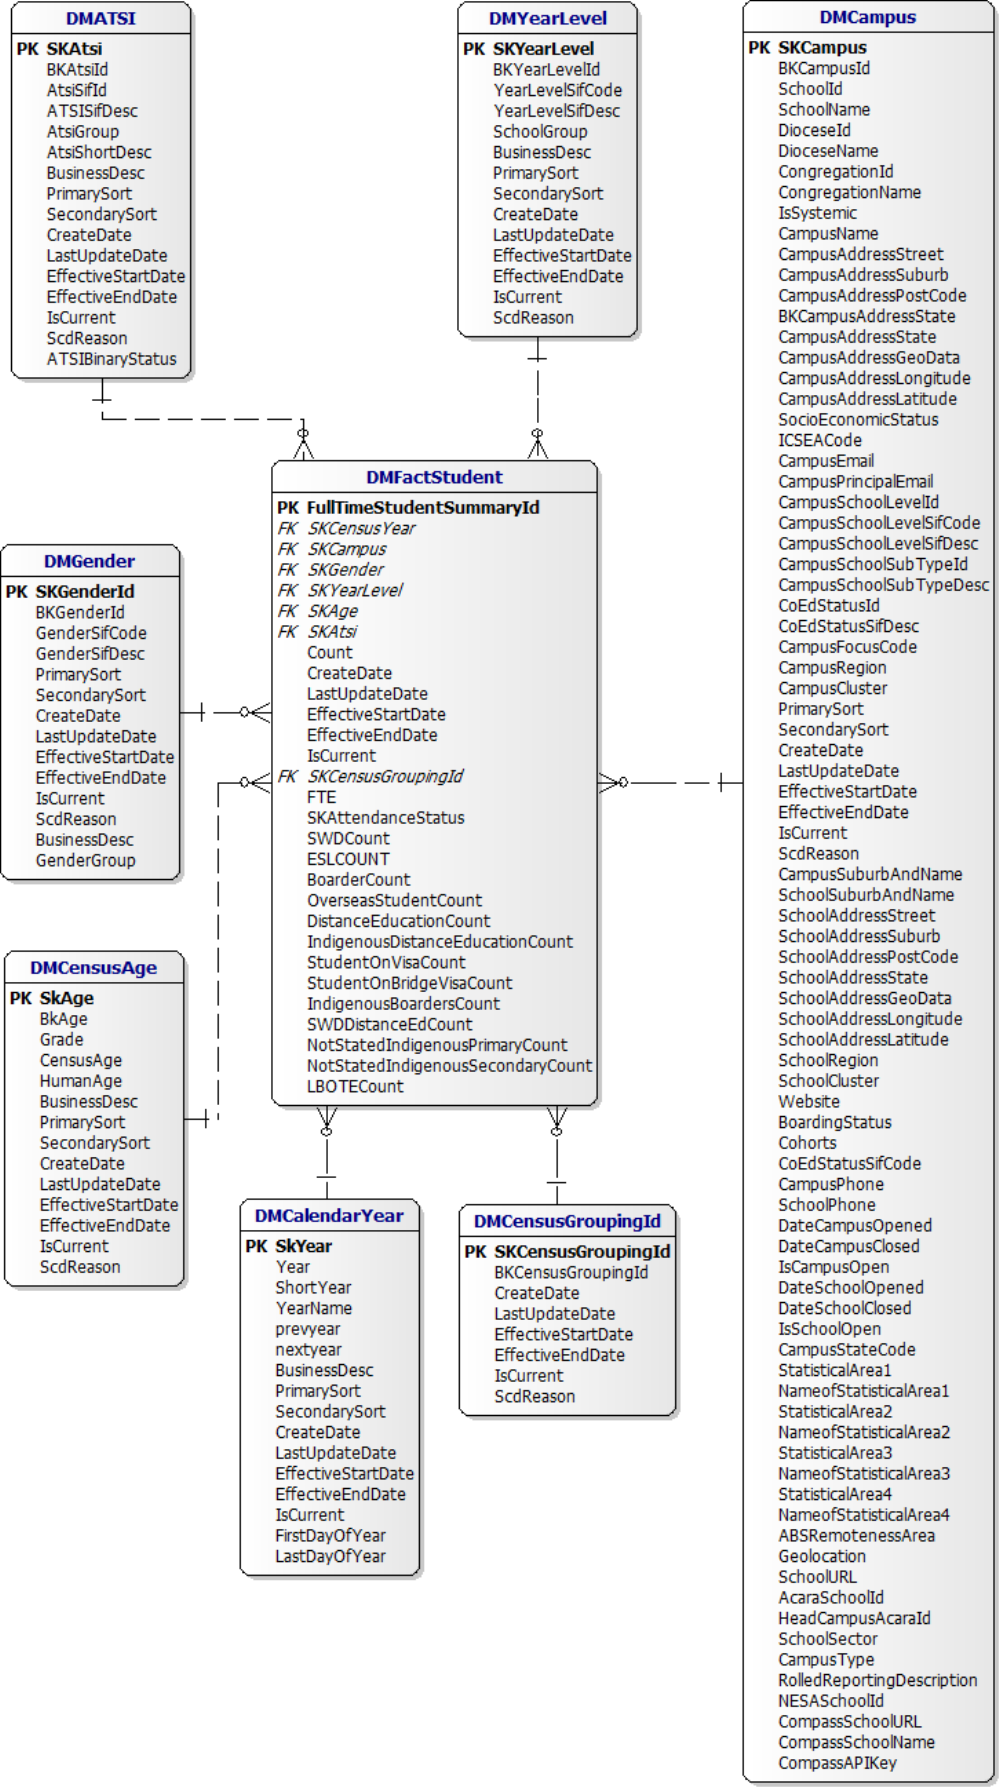 DMATSI
PK SKAtsi
BKAtsiId
AtsiSifId
ATSISifDesc
AtsiGroup
AtsiShortDesc
BusinessDesc
PrimarySort
SecondarySort
CreateDate
LastUpdateDate
EffectiveStartDate
EffectiveEndDate
IsCurrent
ScdReason
ATSIBinaryStatus
DMYearLevel
PK SKYearLevel
BKYearLevelId
YearLevelSifCode
YearLevelSifDesc
SchoolGroup
BusinessDesc
PrimarySort
SecondarySort
CreateDate
LastUpdateDate
EffectiveStartDate
EffectiveEndDate
IsCurrent
ScdReason
DMCampus
PK SKCampus
BKCampusId
SchoolId
SchoolName
DioceseId
DioceseName
CongregationId
CongregationName
IsSystemic
CampusName
CampusAddressStreet
CampusAddressSuburb
CampusAddressPostCode
BKCampusAddressState
CampusAddressState
CampusAddressGeoData
CampusAddressLongitude
CampusAddressLatitude
SocioEconomicStatus
ICSEACode
CampusEmail
CampusPrincipalEmail
CampusSchoolLevelId
CampusSchoolLevelSifCode
CampusSchoolLevelSifDesc
CampusSchoolSubTypeId
CampusSchoolSubTypeDesc
CoEdStatusId
CoEdStatusSifDesc
CampusFocusCode
CampusRegion
CampusCluster
PrimarySort
SecondarySort
CreateDate
LastUpdateDate
EffectiveStartDate
EffectiveEndDate
IsCurrent
ScdReason
CampusSuburbAndName
SchoolSuburbAndName
SchoolAddressStreet
SchoolAddressSuburb
SchoolAddressPostCode
SchoolAddressState
SchoolAddressGeoData
SchoolAddressLongitude
SchoolAddressLatitude
SchoolRegion
SchoolCluster
Website
BoardingStatus
Cohorts
CoEdStatusSifCode
CampusPhone
SchoolPhone
DateCampusOpened
DateCampusClosed
IsCampusOpen
DateSchoolOpened
DateSchoolClosed
IsSchoolOpen
CampusStateCode
StatisticalArea1
NameofStatisticalArea1
StatisticalArea2
NameofStatisticalArea2
StatisticalArea3
NameofStatisticalArea3
StatisticalArea4
NameofStatisticalArea4
ABSRemotenessArea
Geolocation
SchoolURL
AcaraSchoolId
HeadCampusAcaraId
SchoolSector
CampusType
RolledReportingDescription
NESASchoolId
CompassSchoolURL
CompassSchoolName
CompassAPIKey
DMFactStudent
PK FullTimeStudentSummaryId
FK SKCensusYear
FK SKCampus
FK SKGender
FK SKYearLevel
FK SKAge
FK SKAtsi
Count
CreateDate
LastUpdateDate
EffectiveStartDate
EffectiveEndDate
IsCurrent
FK SKCensusGroupingId
FTE
SKAttendanceStatus
SWDCount
ESLCOUNT
BoarderCount
OverseasStudentCount
DistanceEducationCount
IndigenousDistanceEducationCount
StudentOnVisaCount
StudentOnBridgeVisaCount
IndigenousBoardersCount
SWDDistanceEdCount
NotStatedIndigenousPrimaryCount
NotStatedIndigenousSecondaryCount
LBOTECount
DMGender
PK SKGenderId
BKGenderId
GenderSifCode
GenderSifDesc
PrimarySort
SecondarySort
CreateDate
LastUpdateDate
EffectiveStartDate
EffectiveEndDate
IsCurrent
ScdReason
BusinessDesc
GenderGroup
DMCensusAge
PK SkAge
BkAge
Grade
CensusAge
HumanAge
BusinessDesc
PrimarySort
SecondarySort
CreateDate
LastUpdateDate
EffectiveStartDate
EffectiveEndDate
IsCurrent
ScdReason
DMCalendarYear
PK SkYear
Year
ShortYear
YearName
prevyear
nextyear
BusinessDesc
PrimarySort
SecondarySort
CreateDate
LastUpdateDate
EffectiveStartDate
EffectiveEndDate
IsCurrent
FirstDayOfYear
LastDayOfYear
DMCensusGroupingId
PK SKCensusGroupingId
BKCensusGroupingId
CreateDate
LastUpdateDate
EffectiveStartDate
EffectiveEndDate
IsCurrent
ScdReason